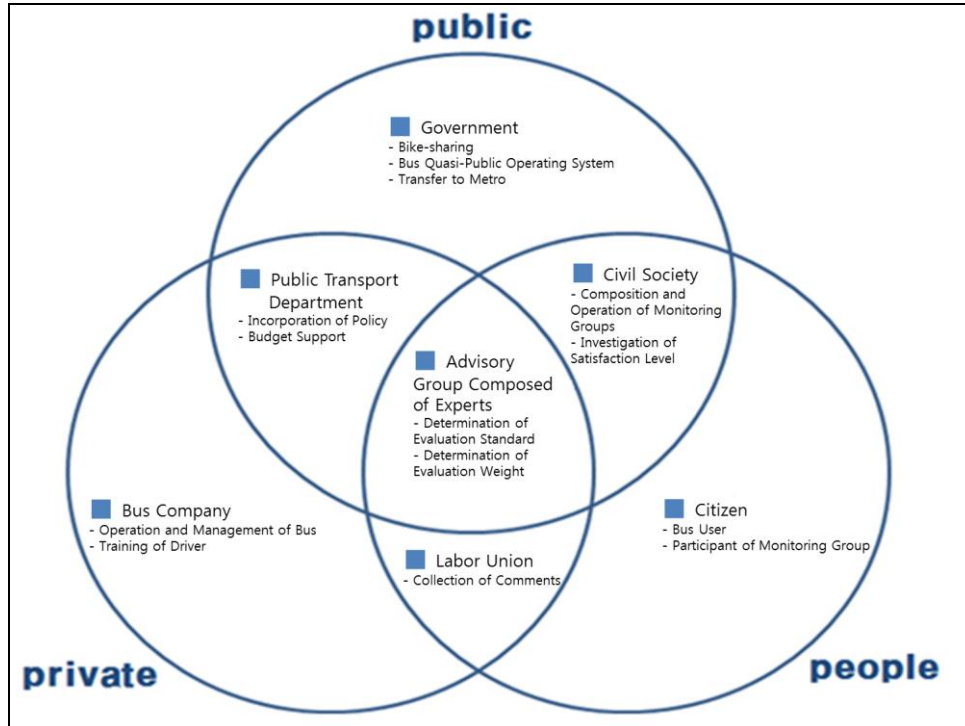 public
Government
- Bike-sharing
- Bus Quasi-Public Operating System
- Transfer to Metro
Public Transport
Department
- Incorporation of Policy
- Budget Support
Civil Society
- Composition and
Operation of Monitoring
Groups
- Investigation of
Satisfaction Level
Advisory
Group Composed
of Experts
- Determination of
Evaluation Standard
- Determination of
Evaluation Weight
Bus Company
- Operation and Management of Bus
- Training of Driver
Citizen
- Bus User
- Participant of Monitoring Group
Labor Union
- Collection of Comments
private
people